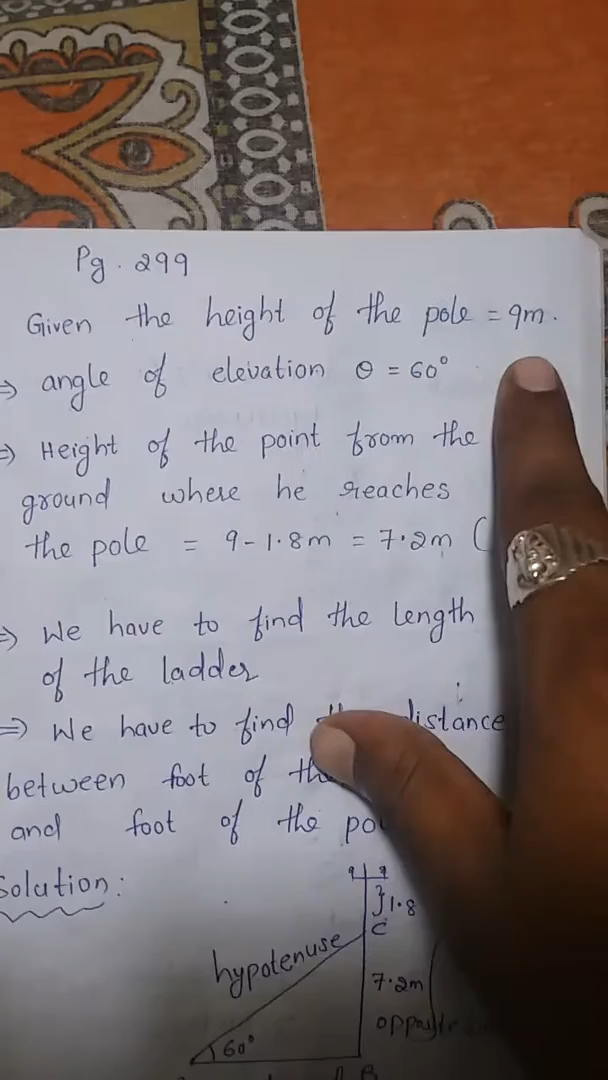 Pg. 299
Given the height of the pole = 9m.
⇒ angle of elevation θ = 60°
⇒ Height of the point from the
ground where he reaches
the pole = 9-1.8m = 7.2m (
⇒ We have to find the length
of the ladder
⇒ We have to find distance
between foot of
and foot of the
Solution:
1.8
C
hypotenuse
7.2m
60°
B